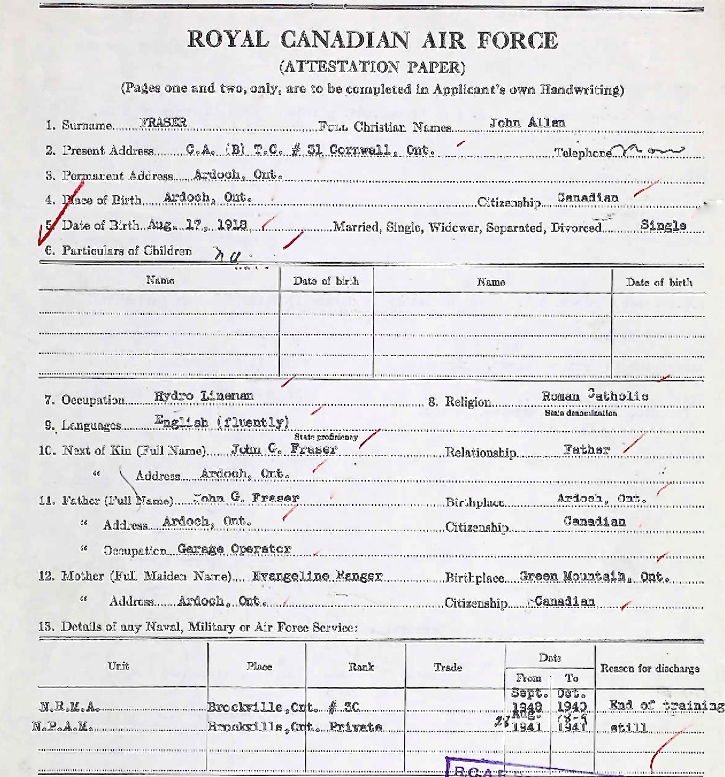 ROYAL CANADIAN AIR FORCE
(ATTESTATION PAPER)
(Pages one and two, only, are to be completed in Applicant's own Handwriting)
1. Surname FRASER Full Christian Names John Allen
2. Present Address C.A. (B) T.C. # 31 Cornwall, Ont. Telephone
3. Permanent Address Ardoch, Ont.
4. Place of Birth Ardoch, Ont. Citizenship Canadian
5. Date of Birth Aug. 17, 1918 Married, Single, Widower, Separated, Divorced Single
6. Particulars of Children
Name Date of birth Name Date of birth
7. Occupation Hydro Lineman 8. Religion Roman Catholic
State denomination
9. Languages English (fluently)
State proficiency
10. Next of Kin (Full Name) John G. Fraser Relationship Father
" Address Ardoch, Ont.
11. Father (Full Name) John G. Fraser Birthplace Ardoch, Ont.
" Address Ardoch, Ont. Citizenship Canadian
" Occupation Garage Operator
12. Mother (Full Maiden Name) Evangeline Birthplace Green Mountain, Ont.
" Address Ardoch, Ont. Citizenship Canadian
13. Details of any Naval, Military or Air Force Service:
Unit Place Rank Trade Date Reason for discharge
From To
Sept. Oct.
N.R.M.A. Brockville, Ont. # 30 1940 1940 End of training
Aug.
N.P.A.M. Brockville, Ont. Private 1941 1941 still